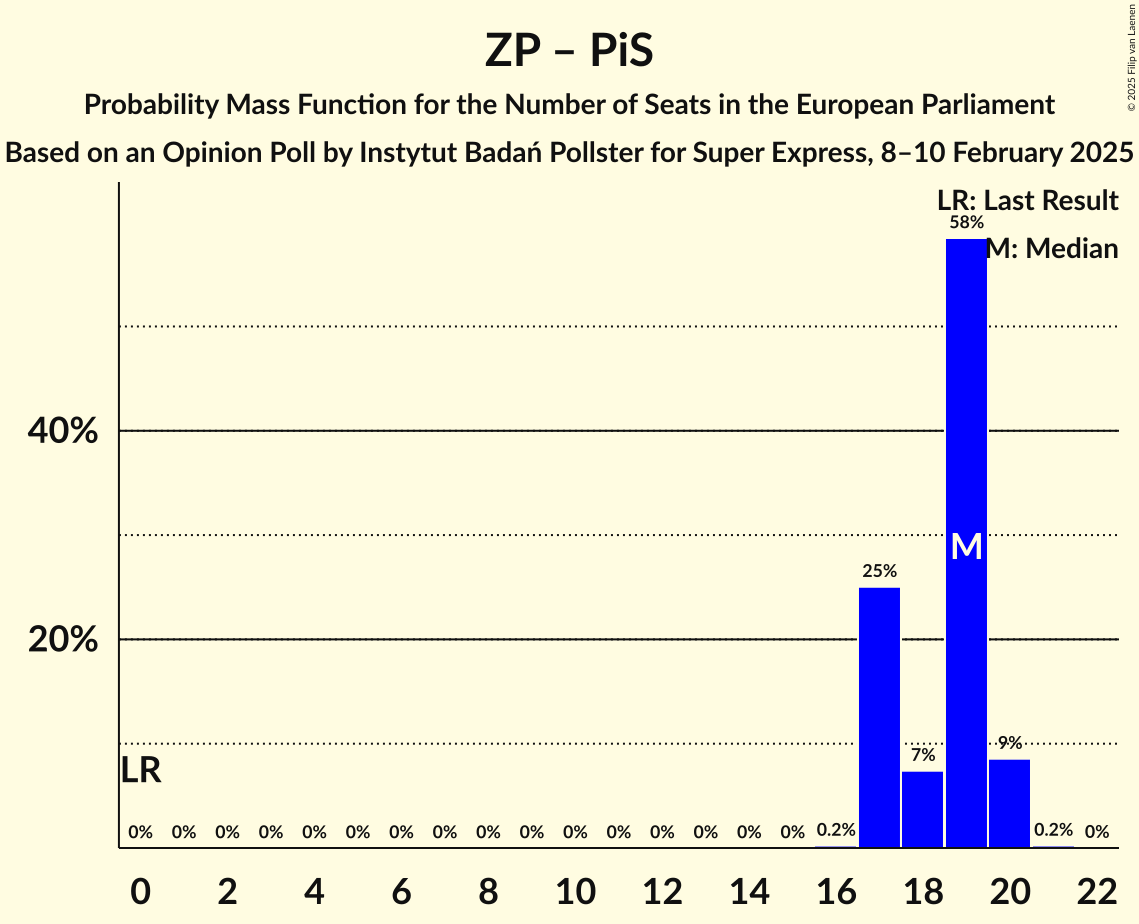 ZP – PiS
Probability Mass Function for the Number of Seats in the European Parliament
Based on an Opinion Poll by Instytut Badań Pollster for Super Express, 8–10 February 2025
© 2025 Filip van Laenen
LR: Last Result
M: Median
58%
40%
M
25%
20%
LR
7%
9%
0% 0% 0% 0% 0% 0% 0% 0% 0% 0% 0% 0% 0% 0% 0% 0% 0.2% 0.2% 0%
0 2 4 6 8 10 12 14 16 18 20 22